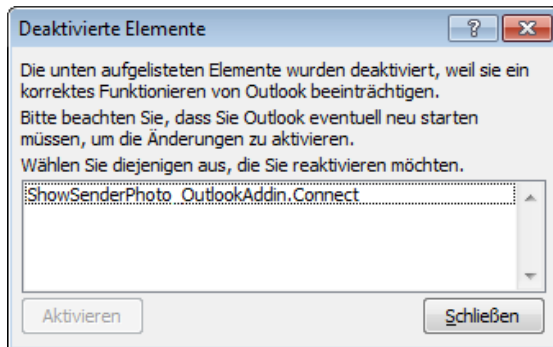 Deaktivierte Elemente
Die unten aufgelisteten Elemente wurden deaktiviert, weil sie ein
korrektes Funktionieren von Outlook beeinträchtigen.
Bitte beachten Sie, dass Sie Outlook eventuell neu starten
müssen, um die Änderungen zu aktivieren.
Wählen Sie diejenigen aus, die Sie reaktivieren möchten.
ShowSenderPhoto_OutlookAddin.Connect
Aktivieren
Schließen